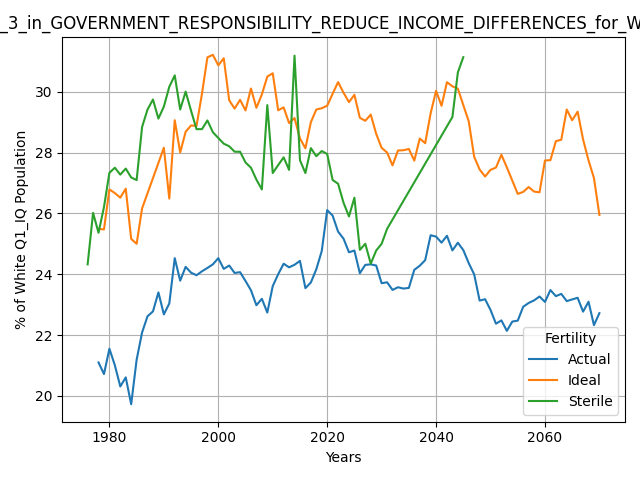 _3_in_GOVERNMENT_RESPONSIBILITY_REDUCE_INCOME_DIFFERENCES_for_W
% of White Q1_IQ Population
30
28
26
24
22
20
1980 2000 2020 2040 2060
Years
Fertility
Actual
Ideal
Sterile